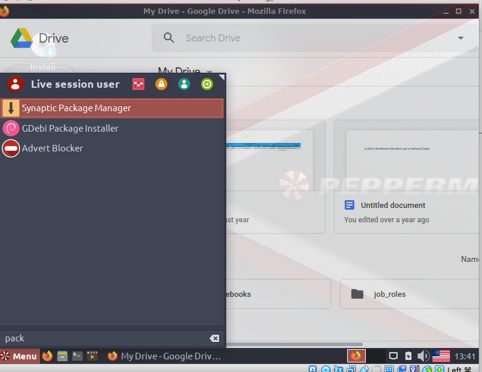 My Drive - Google Drive - Mozilla Firefox
Drive
Search Drive
Install
My Drive
Live session user
Synaptic Package Manager
GDebi Package Installer
Advert Blocker
PEPPERM
Untitled document
ast year
You edited over a year ago
Name
ebooks
job_roles
pack
Menu
My Drive - Google Driv...
13:41
Left ⌘